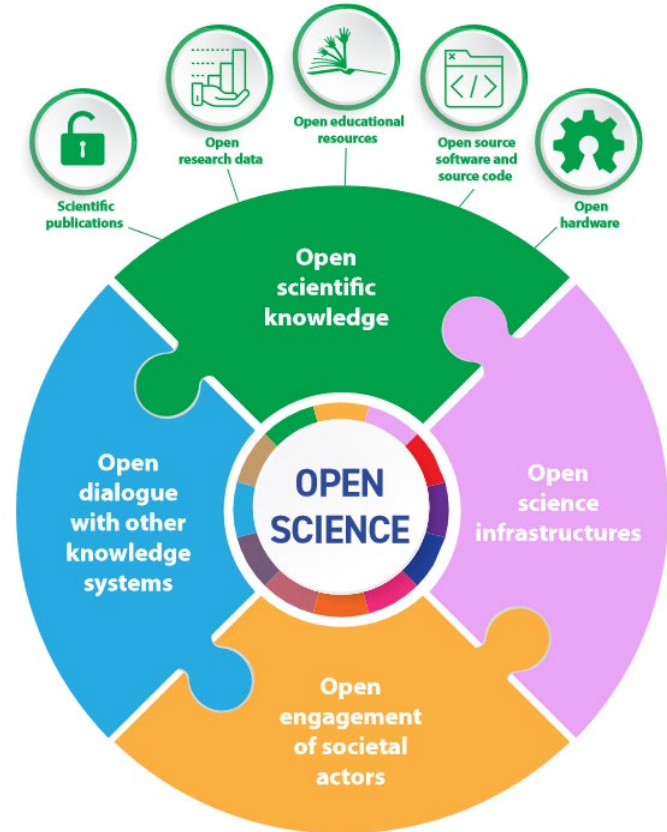 Scientific
publications
Open
research data
Open educational
resources
Open source
software and
source code
Open
hardware
Open
scientific
knowledge
Open
dialogue
with other
knowledge
systems
OPEN
SCIENCE
Open
science
infrastructures
Open
engagement
of societal
actors